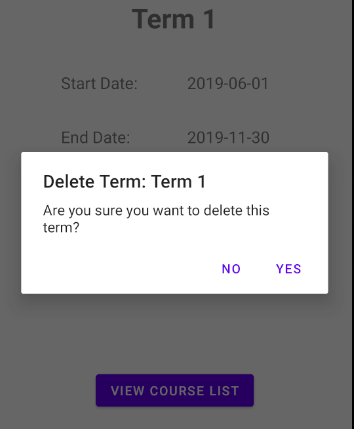 Term 1
Start Date: 2019-06-01
End Date: 2019-11-30
Delete Term: Term 1
Are you sure you want to delete this
term?
NO YES
VIEW COURSE LIST